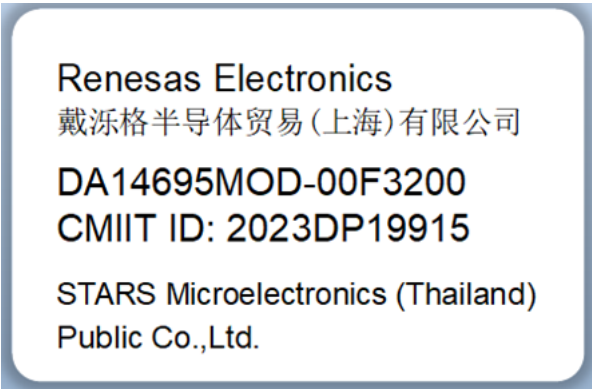 Renesas Electronics
戴泺格半导体贸易(上海)有限公司
DA14695MOD-00F3200
CMIIT ID: 2023DP19915
STARS Microelectronics (Thailand)
Public Co.,Ltd.